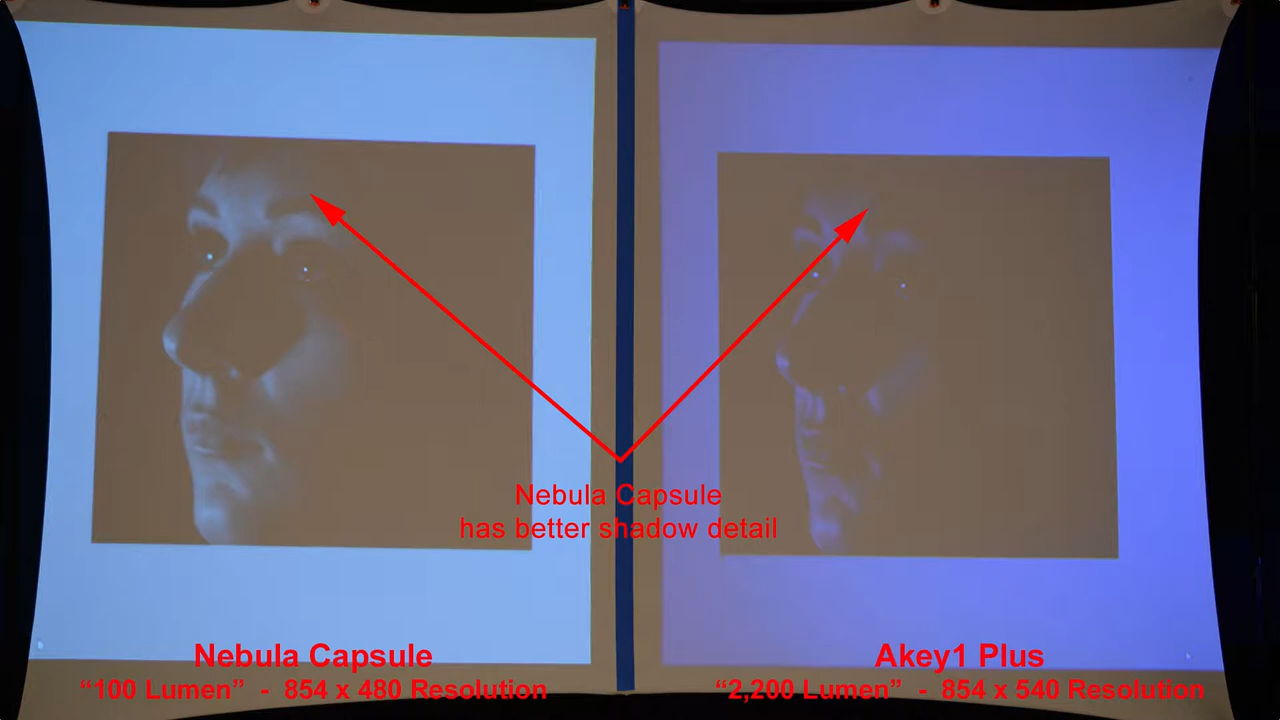 Nebula Capsule
has better shadow detail
Nebula Capsule
“100 Lumen”  -  854 x 480 Resolution
Akey1 Plus
“2,200 Lumen”  -  854 x 540 Resolution